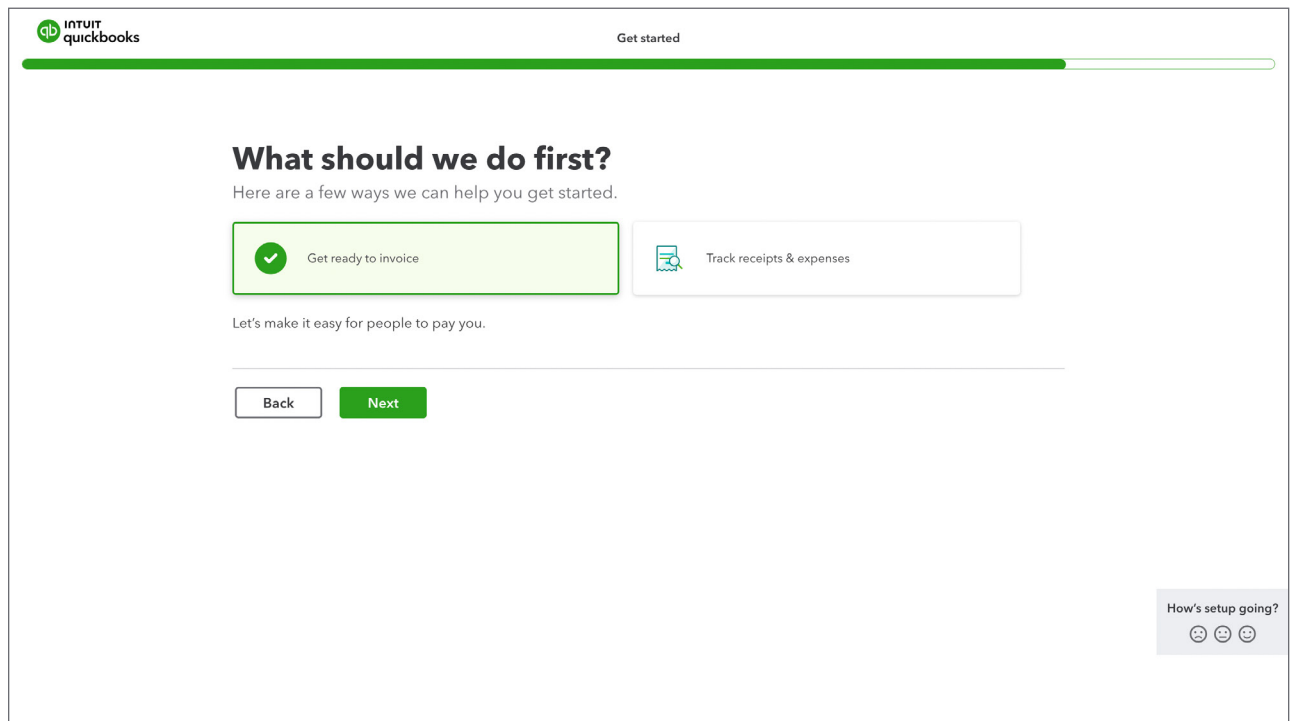 INTUIT
quickbooks
Get started
What should we do first?
Here are a few ways we can help you get started.
Get ready to invoice
Track receipts & expenses
Let's make it easy for people to pay you.
Back
Next
How's setup going?